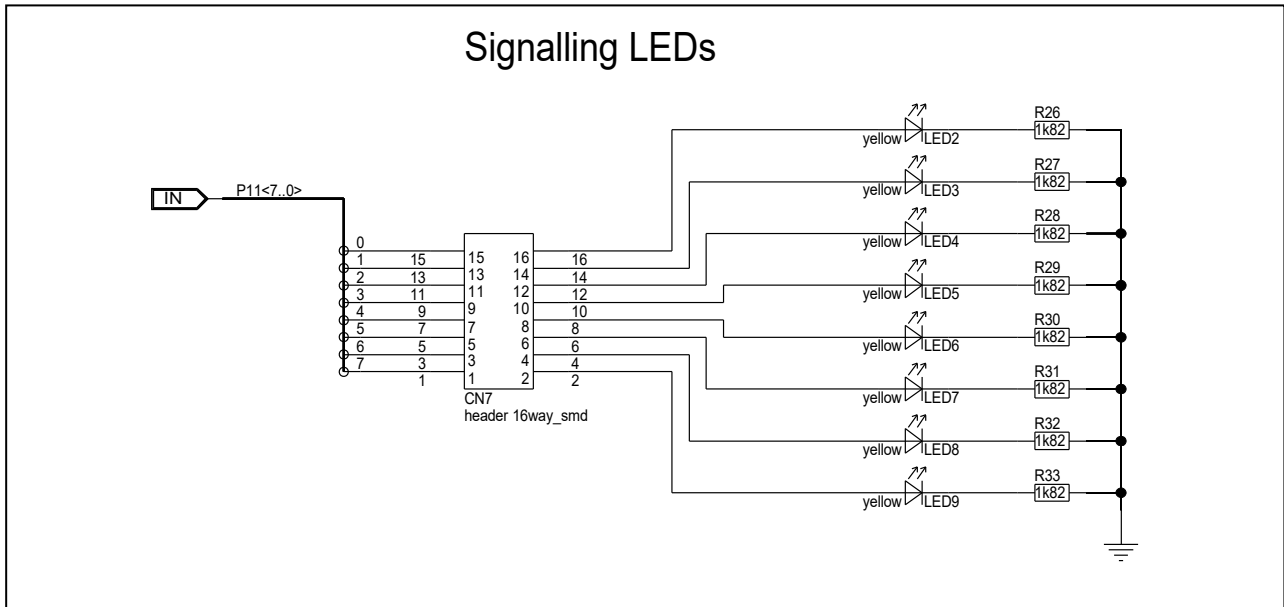 Signalling LEDs
IN
P11<7..0>
0
1
2
3
4
5
6
7
15
13
11
9
7
5
3
1
15
13
11
9
7
5
3
1
16
14
12
10
8
6
4
2
16
14
12
10
8
6
4
2
CN7
header 16way_smd
yellow LED2
R26
1k82
yellow LED3
R27
1k82
yellow LED4
R28
1k82
yellow LED5
R29
1k82
yellow LED6
R30
1k82
yellow LED7
R31
1k82
yellow LED8
R32
1k82
yellow LED9
R33
1k82